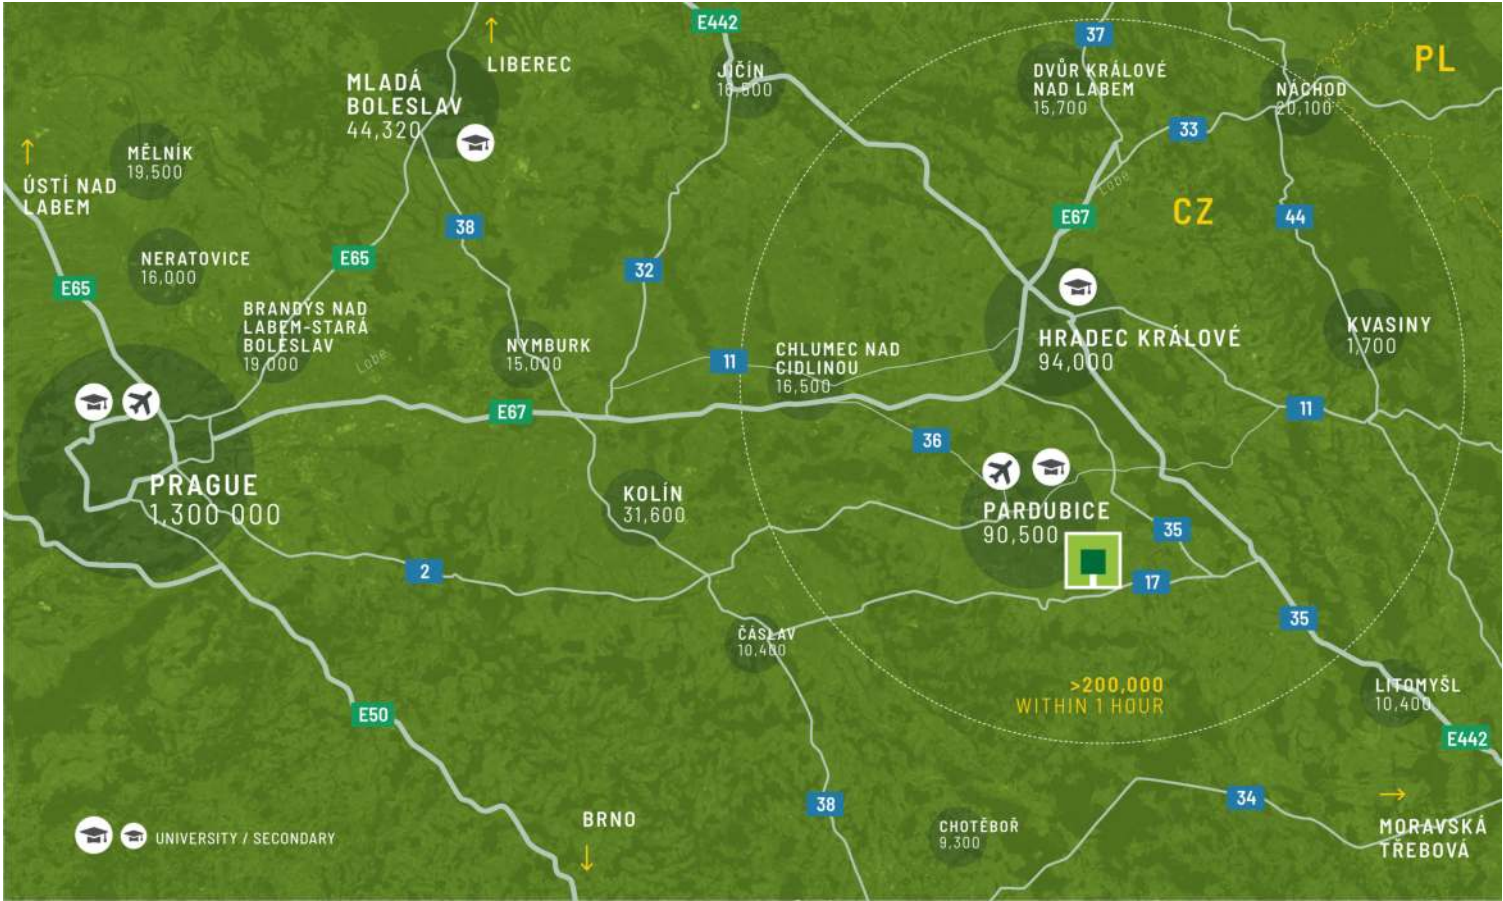 E442
37
PL
LIBEREC
JIČÍN
16,500
DVŮR KRÁLOVÉ
NAD LABEM
15,700
NÁCHOD
20,100
MLADÁ
BOLESLAV
44,320
33
MĚLNÍK
19,500
ÚSTÍ NAD
LABEM
Lobe
CZ
E67
44
38
NERATOVICE
16,000
E65
32
E65
BRANDÝS NAD
LABEM-STARÁ
BOLESLAV
19,000
Lobe
NYMBURK
15,000
11
CHLUMEC NAD
CIDLINOU
16,500
HRADEC KRÁLOVÉ
94,000
KVASINY
1,700
E67
11
36
PRAGUE
1,300 000
KOLÍN
31,600
PARDUBICE
90,500
35
2
17
35
ČÁSLAV
10,400
>200,000
WITHIN 1 HOUR
LITOMYŠL
10,400
E50
E442
38
34
BRNO
CHOTĚBOŘ
9,300
MORAVSKÁ
TŘEBOVÁ
UNIVERSITY / SECONDARY